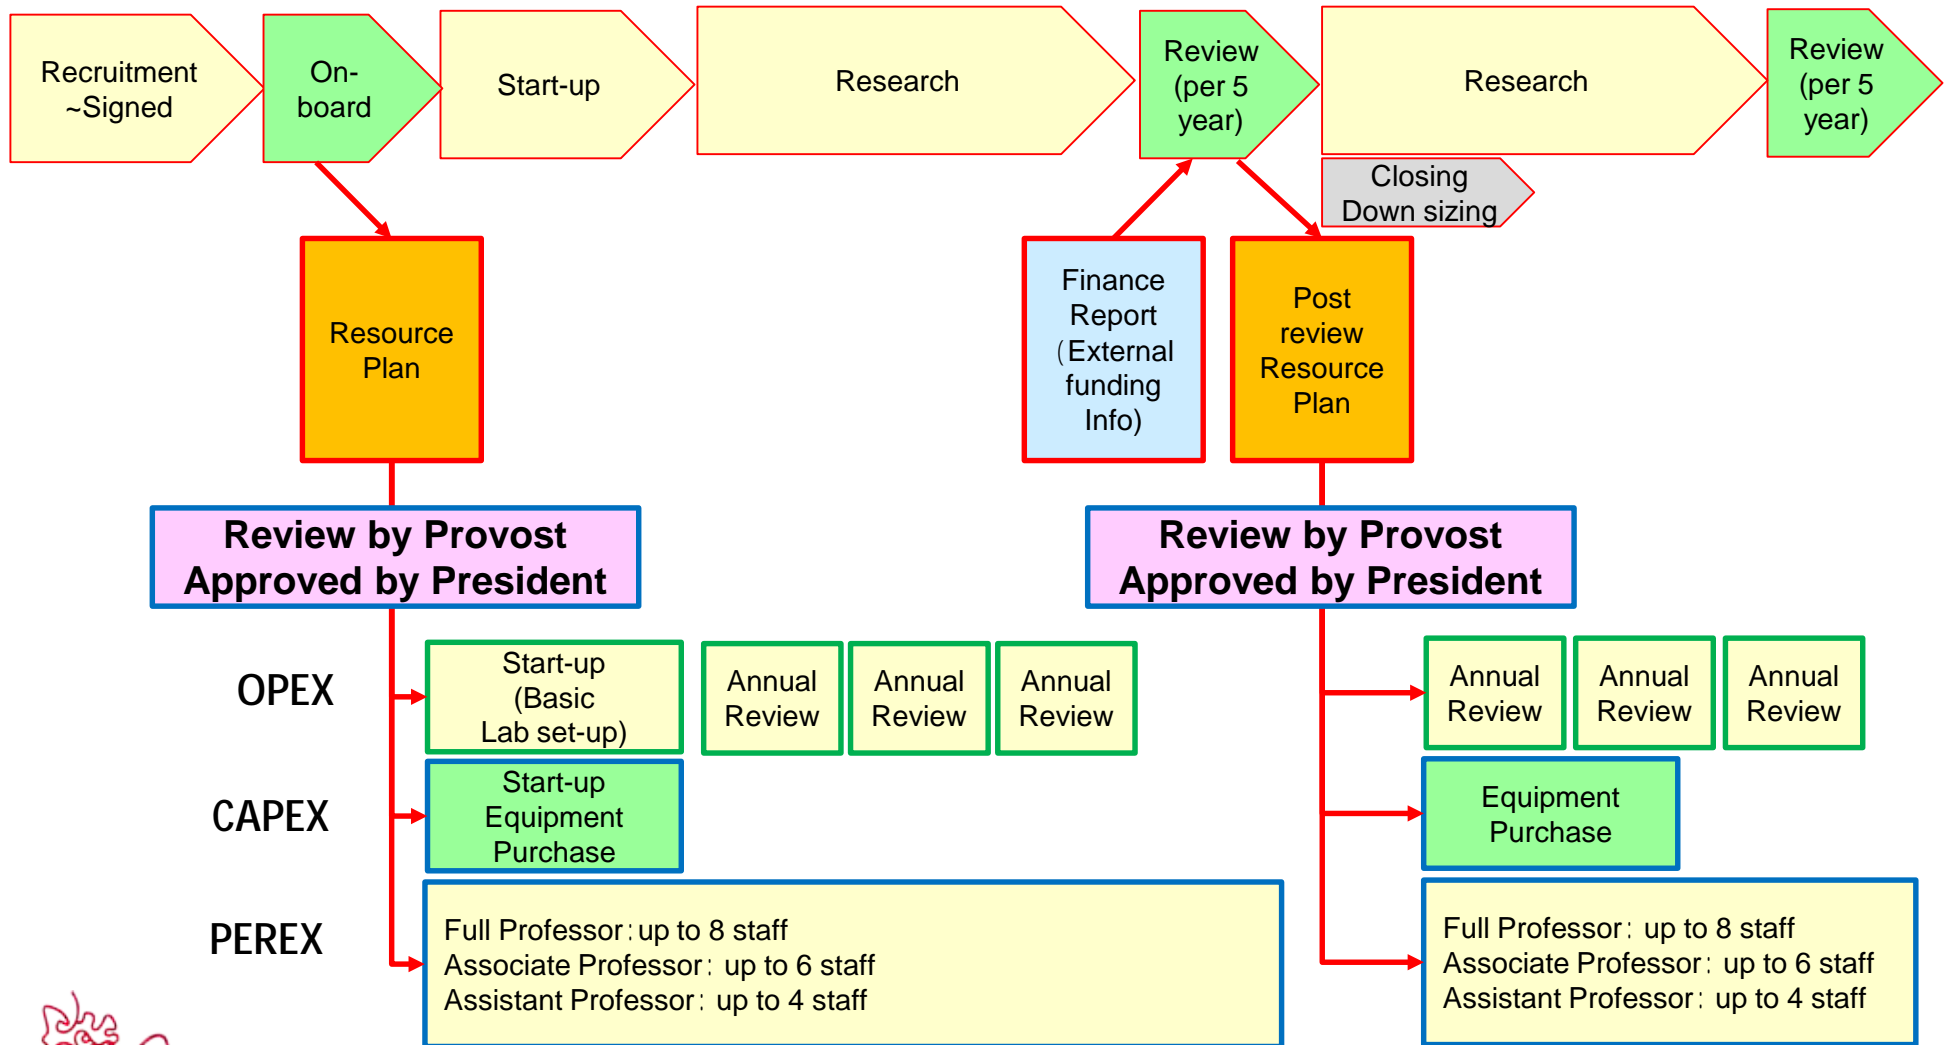 Recruitment
~Signed
On-
board
Start-up
Research
Review
(per 5
year)
Research
Review
(per 5
year)
Closing
Down sizing
Resource
Plan
Finance
Report
(External
funding
Info)
Post
review
Resource
Plan
Review by Provost
Approved by President
Review by Provost
Approved by President
OPEX
Start-up
(Basic
Lab set-up)
Annual
Review
Annual
Review
Annual
Review
Annual
Review
Annual
Review
Annual
Review
CAPEX
Start-up
Equipment
Purchase
Equipment
Purchase
PEREX
Full Professor：up to 8 staff
Associate Professor：up to 6 staff
Assistant Professor：up to 4 staff
Full Professor：up to 8 staff
Associate Professor：up to 6 staff
Assistant Professor：up to 4 staff